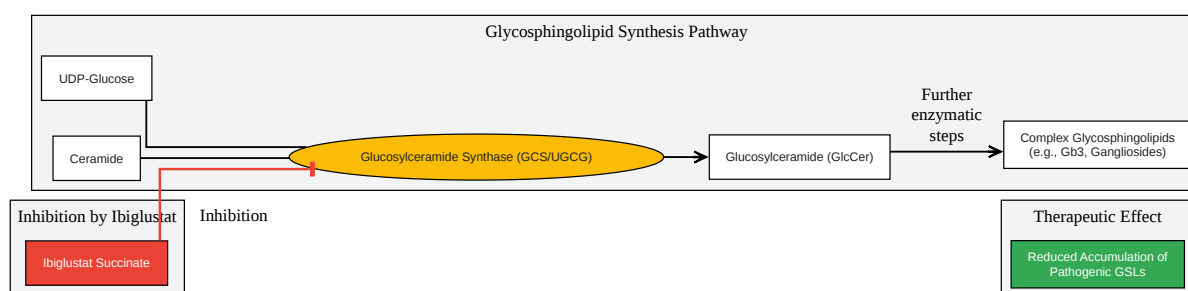 Glycosphingolipid Synthesis Pathway
UDP-Glucose
Ceramide
Glucosylceramide Synthase (GCS/UGCG)
Glucosylceramide (GlcCer)
Further
enzymatic
steps
Complex Glycosphingolipids
(e.g., Gb3, Gangliosides)
Inhibition by Ibiglustat
Inhibition
Ibiglustat Succinate
Therapeutic Effect
Reduced Accumulation of
Pathogenic GSLs